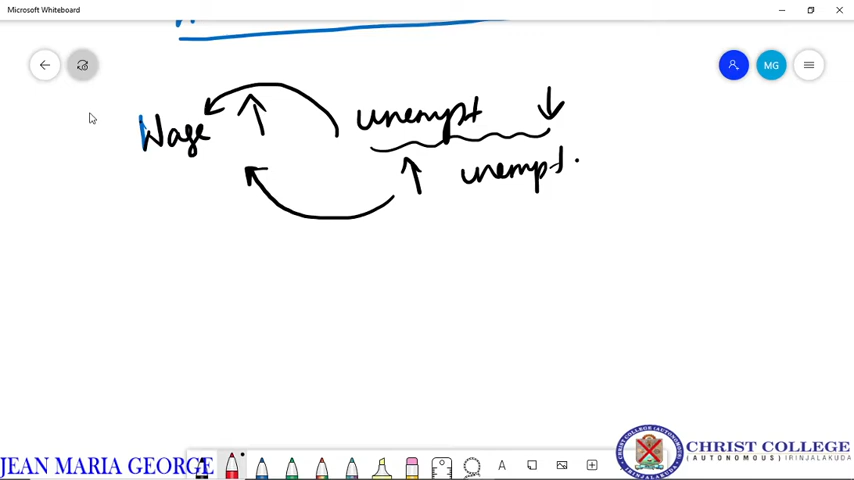 Microsoft Whiteboard
MG
Wage ↑ unempt ↓
↑ unempt.
A
JEAN MARIA GEORGE
CHRIST COLLEGE
(AUTONOMOUS) IRINJALAKUDA